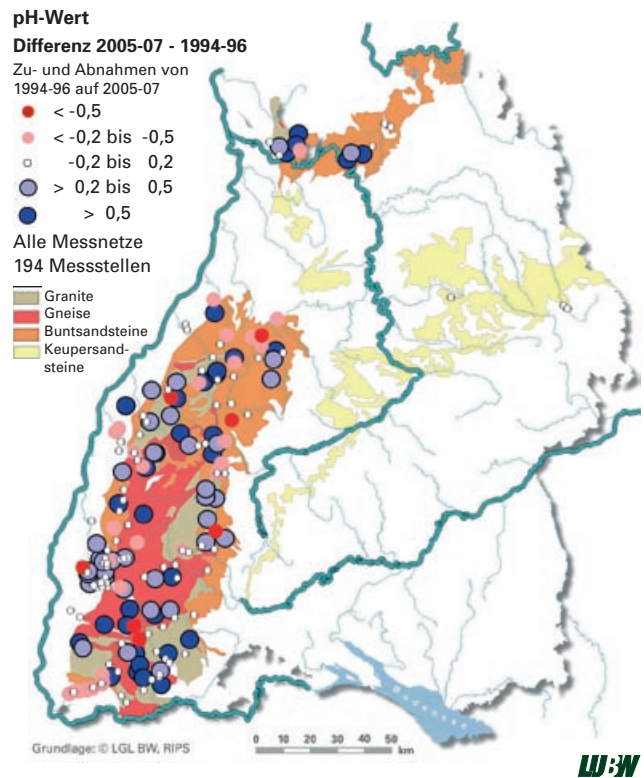 pH-Wert
Differenz 2005-07 - 1994-96
Zu- und Abnahmen von
1994-96 auf 2005-07
< -0,5
< -0,2 bis -0,5
-0,2 bis 0,2
> 0,2 bis 0,5
> 0,5
Alle Messnetze
194 Messstellen
Granite
Gneise
Buntsandsteine
Keupersand-
steine
Grundlage: © LGL BW, RIPS
0 10 20 30 40 50
km
LUBW